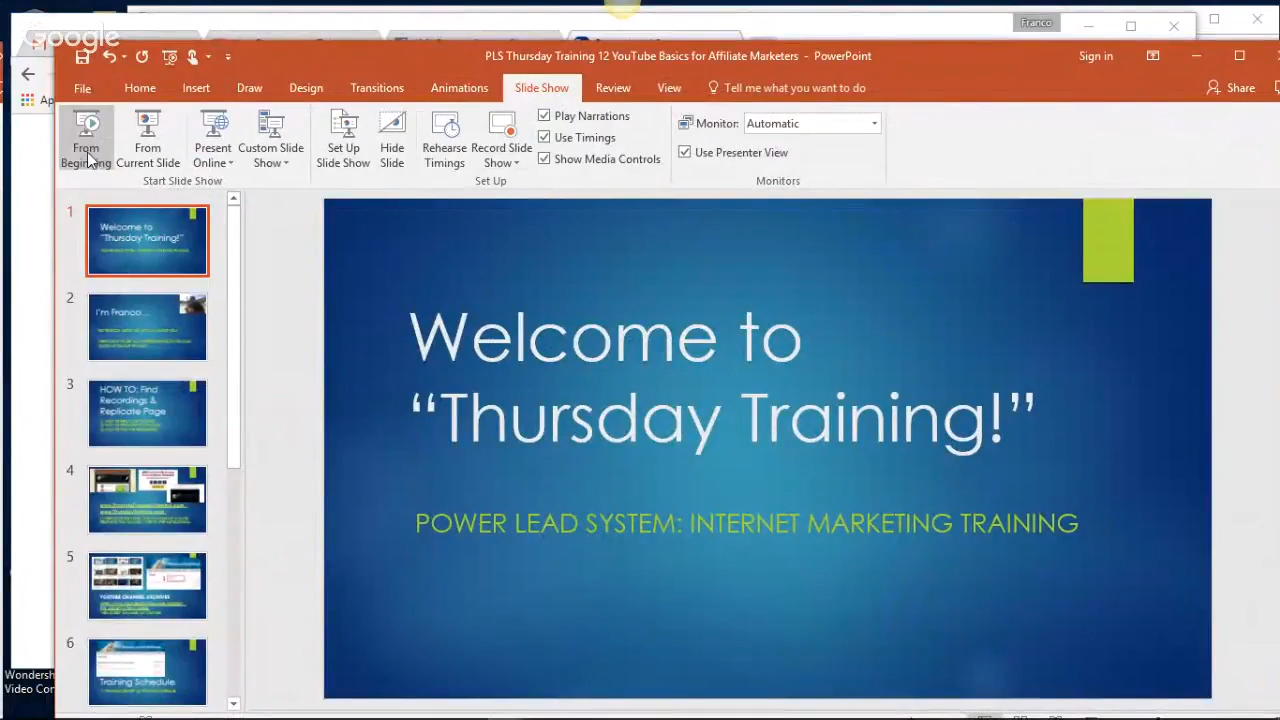 Google
Franco
PLS Thursday Training 12 YouTube Basics for Affiliate Marketers - PowerPoint
Sign in
File
Home
Insert
Draw
Design
Transitions
Animations
Slide Show
Review
View
Tell me what you want to do
Share
From
Beginning
From
Current Slide
Present
Online
Custom Slide
Show
Set Up
Slide Show
Hide
Slide
Rehearse
Timings
Record Slide
Show
Play Narrations
Use Timings
Show Media Controls
Monitor:
Automatic
Use Presenter View
Start Slide Show
Set Up
Monitors
1
Welcome to
"Thursday Training!"
2
I'm Franco...
3
HOW TO: Find
Recordings &
Replicate Page
4
5
YOUTUBE CHANNEL ARCHIVES
6
Training Schedule
Welcome to
“Thursday Training!”
POWER LEAD SYSTEM: INTERNET MARKETING TRAINING
Wondersh
Video Con